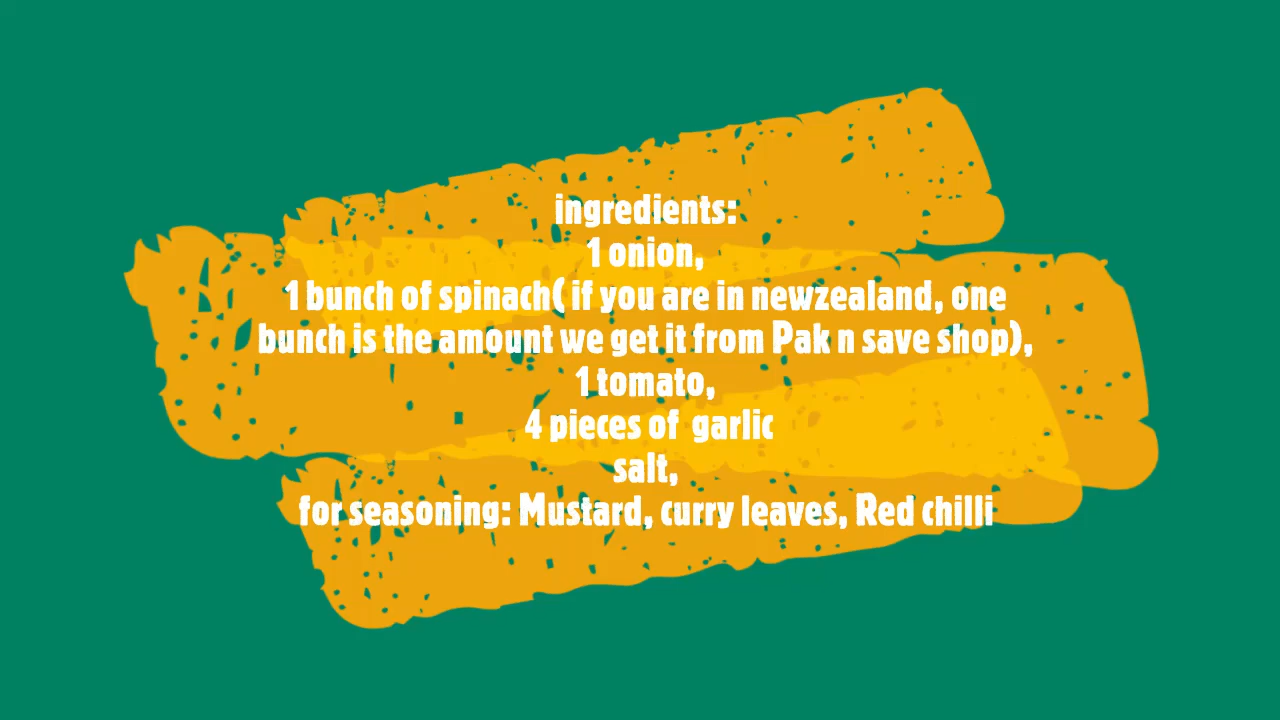 ingredients:
1 onion,
1 bunch of spinach( if you are in newzealand, one
bunch is the amount we get it from Pak n save shop),
1 tomato,
4 pieces of garlic
salt,
for seasoning: Mustard, curry leaves, Red chilli